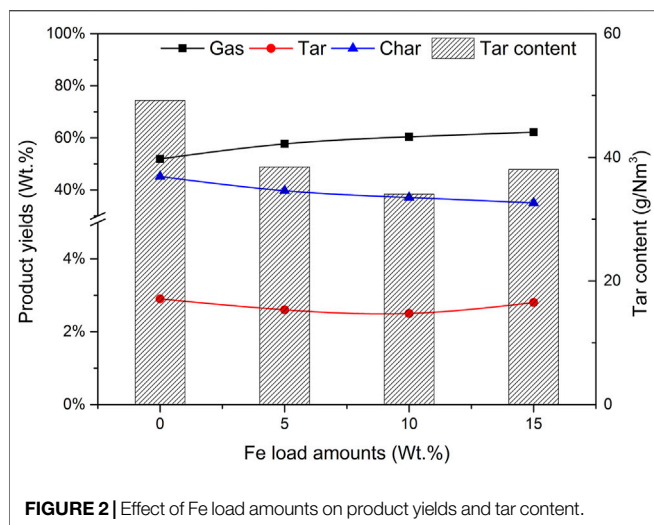 Gas Tar Char Tar content
100%
80%
60%
40%
4%
2%
0%
Product yields (Wt.%)
60
40
20
0
Tar content (g/Nm³)
0 5 10 15
Fe load amounts (Wt.%)
FIGURE 2 | Effect of Fe load amounts on product yields and tar content.